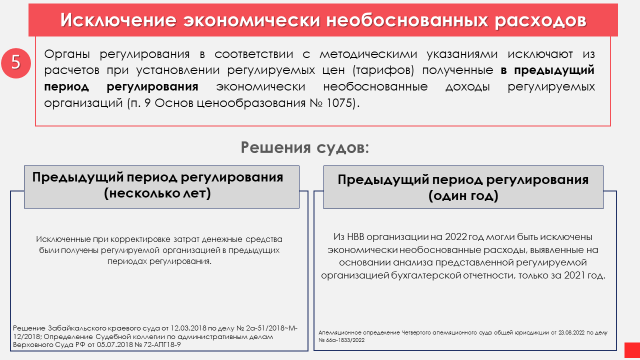 Исключение экономически необоснованных расходов
5
Органы регулирования в соответствии с методическими указаниями исключают из
расчетов при установлении регулируемых цен (тарифов) полученные в предыдущий
период регулирования экономически необоснованные доходы регулируемых
организаций (п. 9 Основ ценообразования № 1075).
Решения судов:
Предыдущий период регулирования
(несколько лет)
Исключенные при корректировке затрат денежные средства
были получены регулируемой организацией в предыдущих
периодах регулирования.
Решение Забайкальского краевого суда от 12.03.2018 по делу № 2а-51/2018~М-
12/2018; Определение Судебной коллегии по административным делам
Верховного Суда РФ от 05.07.2018 № 72-АПГ18-9
Предыдущий период регулирования
(один год)
Из НВВ организации на 2022 год могли быть исключены
экономически необоснованные расходы, выявленные на
основании анализа представленной регулируемой
организацией бухгалтерской отчетности, только за 2021 год.
Апелляционное определение Четвертого апелляционного суда общей юрисдикции от 23.08.2022 по делу
№ 66а-1833/2022